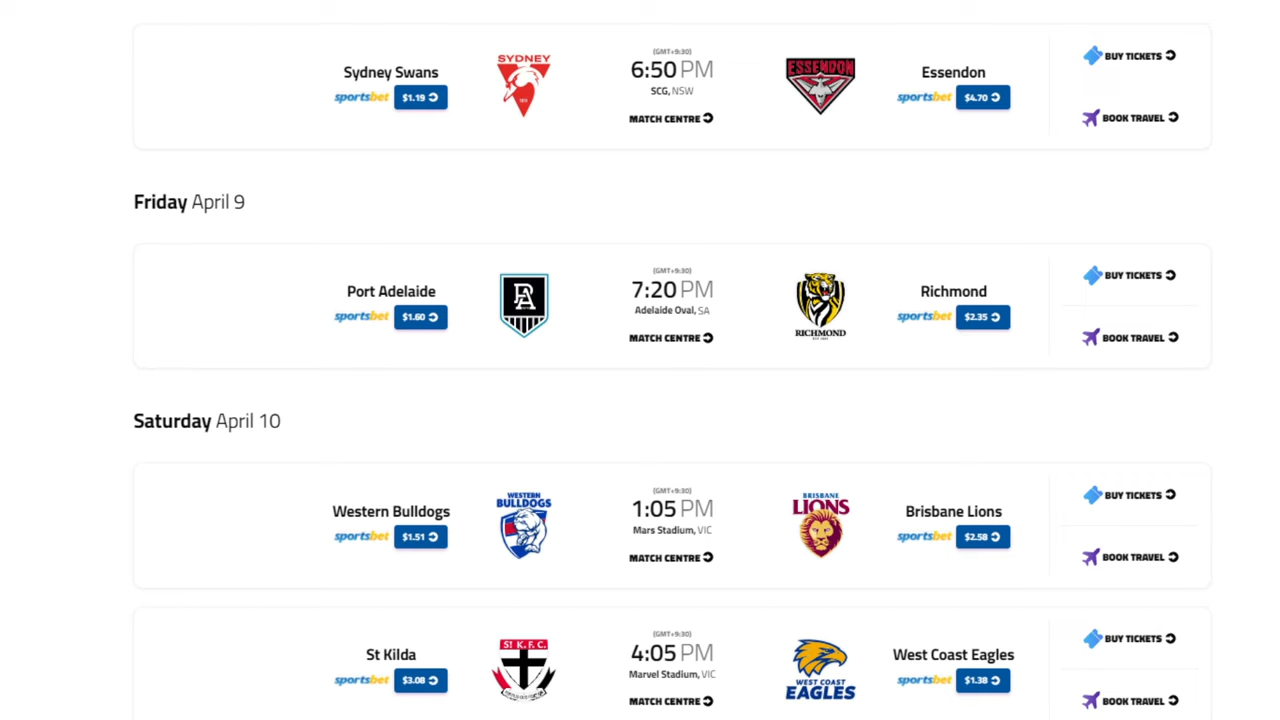 (GMT+9:30)
Sydney Swans
sportsbet $1.19
SYDNEY
6:50 PM
SCG, NSW
MATCH CENTRE
ESSENDON
Essendon
sportsbet $4.70
BUY TICKETS
BOOK TRAVEL
Friday April 9
(GMT+9:30)
Port Adelaide
sportsbet $1.60
PA
7:20 PM
Adelaide Oval, SA
MATCH CENTRE
RICHMOND
Richmond
sportsbet $2.35
BUY TICKETS
BOOK TRAVEL
Saturday April 10
(GMT+9:30)
Western Bulldogs
sportsbet $1.51
WESTERN
BULLDOGS
1:05 PM
Mars Stadium, VIC
MATCH CENTRE
BRISBANE
LIONS
Brisbane Lions
sportsbet $2.58
BUY TICKETS
BOOK TRAVEL
(GMT+9:30)
St Kilda
sportsbet $3.08
St K.F.C.
4:05 PM
Marvel Stadium, VIC
MATCH CENTRE
WEST COAST
EAGLES
West Coast Eagles
sportsbet $1.38
BUY TICKETS
BOOK TRAVEL